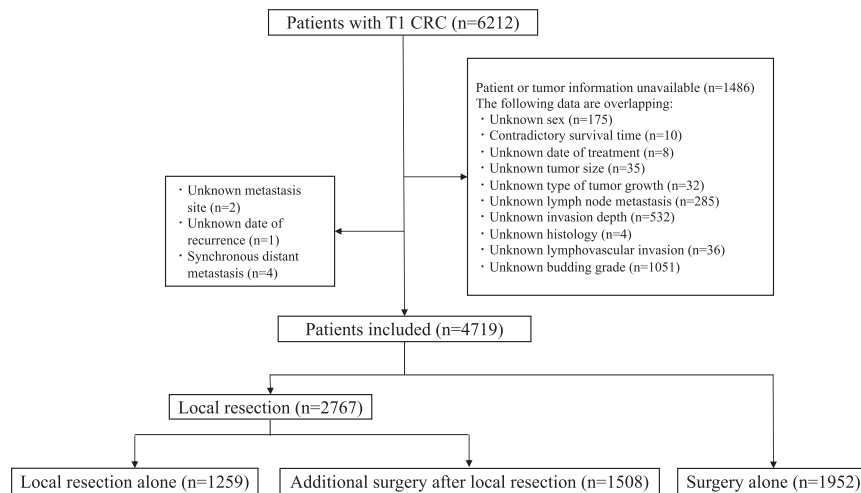 Patients with T1 CRC (n=6212)
Patient or tumor information unavailable (n=1486)
The following data are overlapping:
・Unknown sex (n=175)
・Contradictory survival time (n=10)
・Unknown date of treatment (n=8)
・Unknown tumor size (n=35)
・Unknown type of tumor growth (n=32)
・Unknown lymph node metastasis (n=285)
・Unknown invasion depth (n=532)
・Unknown histology (n=4)
・Unknown lymphovascular invasion (n=36)
・Unknown budding grade (n=1051)
・Unknown metastasis
site (n=2)
・Unknown date of
recurrence (n=1)
・Synchronous distant
metastasis (n=4)
Patients included (n=4719)
Local resection (n=2767)
Local resection alone (n=1259)
Additional surgery after local resection (n=1508)
Surgery alone (n=1952)